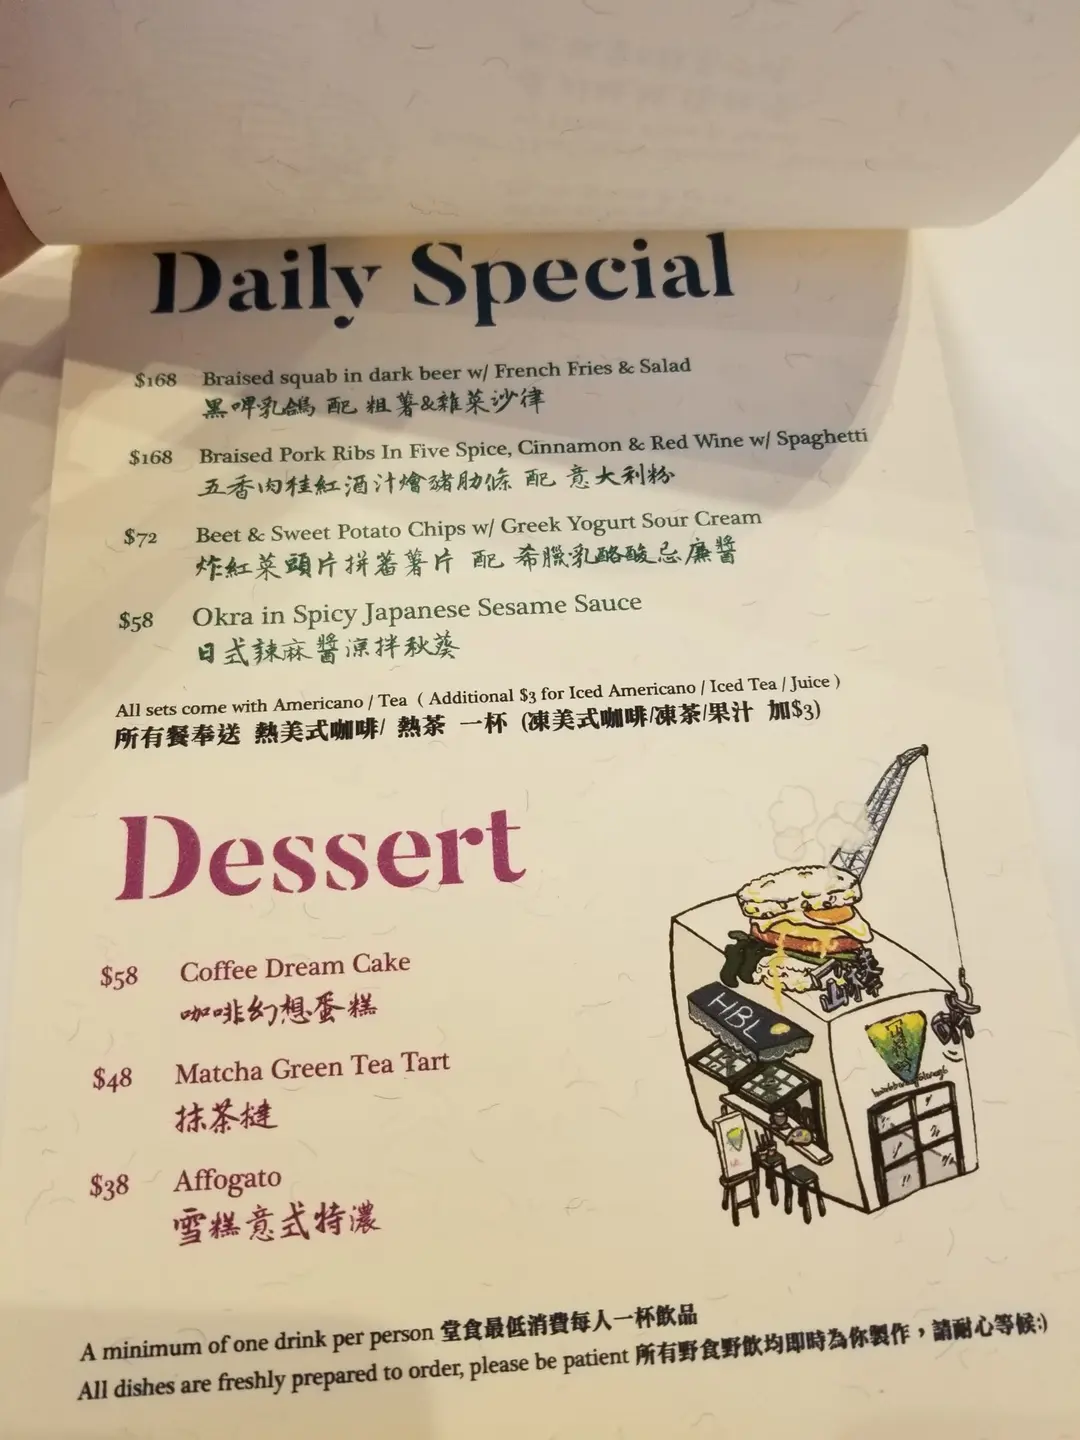 Daily Special
$168 Braised squab in dark beer w/ French Fries & Salad
黑啤乳鴿 配 粗薯&雜菜沙律
$168 Braised Pork Ribs In Five Spice, Cinnamon & Red Wine w/ Spaghetti
五香肉桂紅酒汁燴豬肋條 配 意大利粉
$72 Beet & Sweet Potato Chips w/ Greek Yogurt Sour Cream
炸紅菜頭片拼蕃薯片 配 希臘乳酪酸忌廉醬
$58 Okra in Spicy Japanese Sesame Sauce
日式辣麻醬涼拌秋葵
All sets come with Americano / Tea ( Additional $3 for Iced Americano / Iced Tea / Juice )
所有餐奉送 熱美式咖啡/ 熱茶 一杯 (凍美式咖啡/凍茶/果汁 加$3)
Dessert
$58 Coffee Dream Cake
咖啡幻想蛋糕
$48 Matcha Green Tea Tart
抹茶撻
$38 Affogato
雪糕意式特濃
HBL
A minimum of one drink per person 堂食最低消費每人一杯飲品
All dishes are freshly prepared to order, please be patient 所有野食野飲均即時為你製作，請耐心等候:)